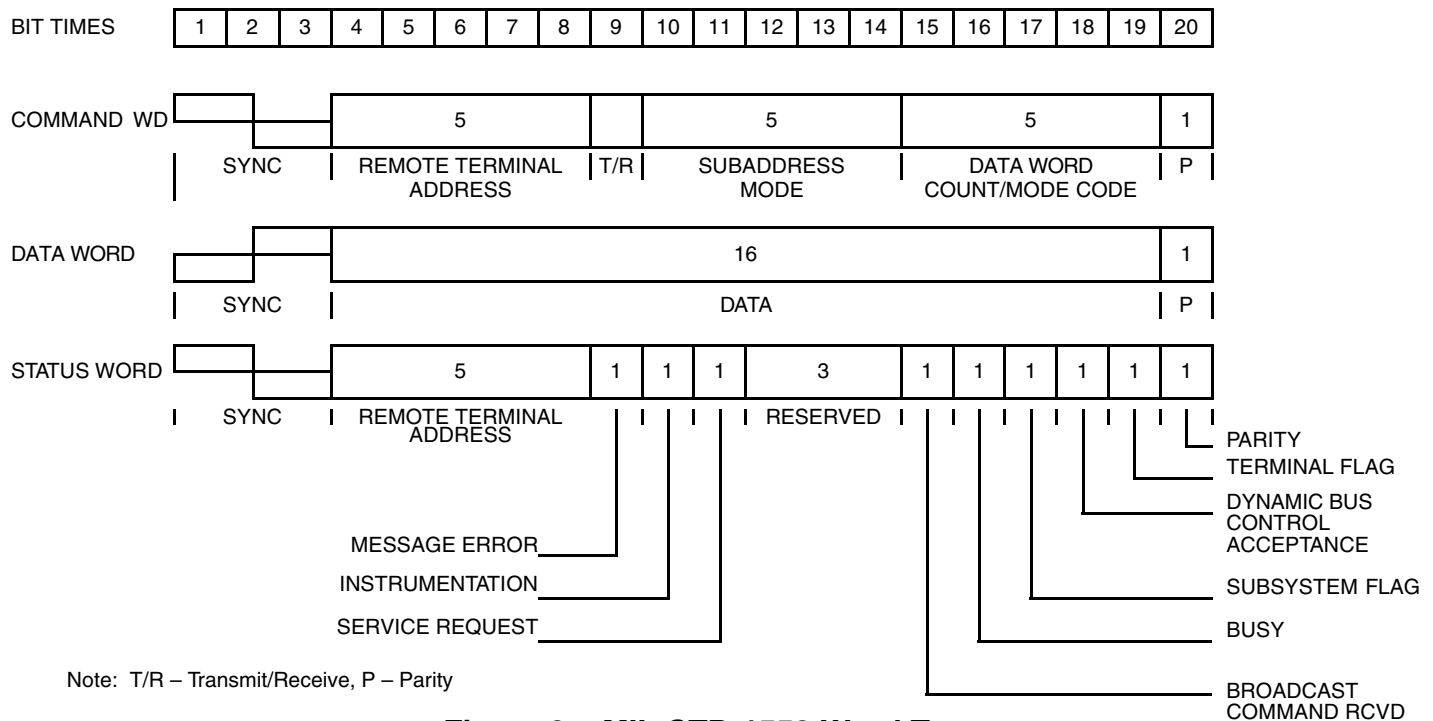 BIT TIMES 1 2 3 4 5 6 7 8 9 10 11 12 13 14 15 16 17 18 19 20
COMMAND WD 5 5 5 1
SYNC REMOTE TERMINAL ADDRESS T/R SUBADDRESS MODE DATA WORD COUNT/MODE CODE P
DATA WORD 16 1
SYNC DATA P
STATUS WORD 5 1 1 1 3 1 1 1 1 1 1
SYNC REMOTE TERMINAL ADDRESS RESERVED
PARITY
TERMINAL FLAG
DYNAMIC BUS
CONTROL
ACCEPTANCE
MESSAGE ERROR
INSTRUMENTATION
SUBSYSTEM FLAG
SERVICE REQUEST
BUSY
Note: T/R – Transmit/Receive, P – Parity
BROADCAST
COMMAND RCVD